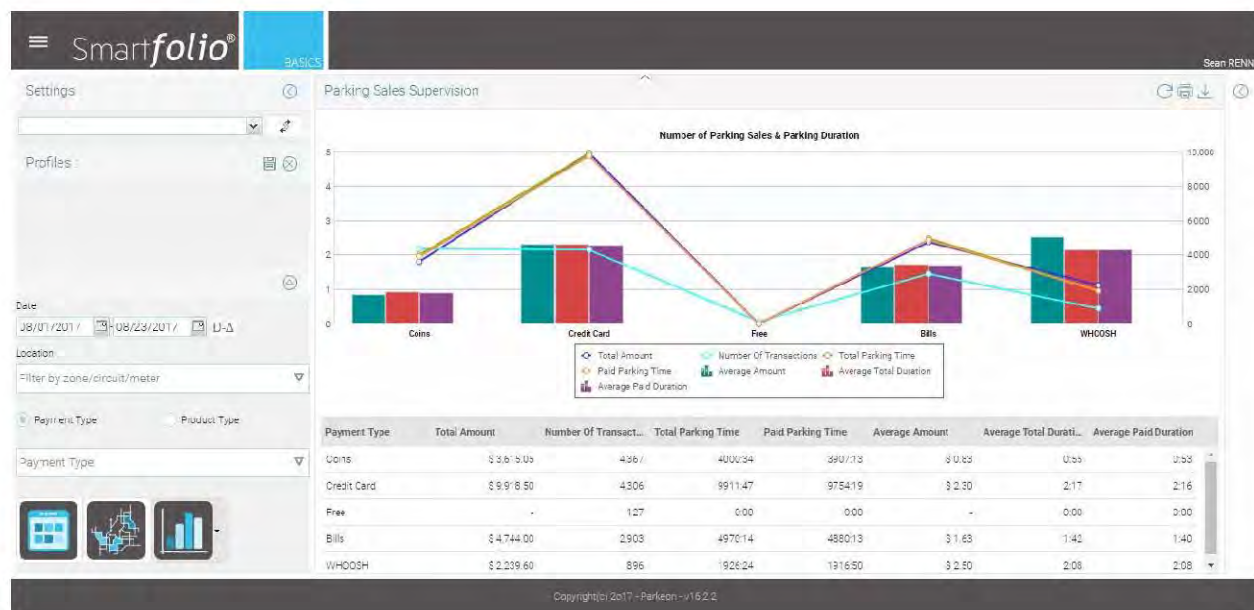 Smartfolio®
BASICS
Sean RENN
Settings
Profiles :
Date
08/01/2017 - 08/23/2017 D-Δ
Location
Filter by zone/circuit/meter
Payment Type Product Type
Payment Type
Parking Sales Supervision
Number of Parking Sales & Parking Duration
5 10,000
4 8000
3 6000
2 4000
1 2000
0 0
Coins Credit Card Free Bills WHOOSH
Total Amount Number Of Transactions Total Parking Time
Paid Parking Time Average Amount Average Total Duration
Average Paid Duration
Payment Type Total Amount Number Of Transact... Total Parking Time Paid Parking Time Average Amount Average Total Durati... Average Paid Duration
Coins $ 3,615.05 4367 4000:34 3907:13 $ 0.83 0:55 0:53
Credit Card $ 9,918.50 4306 9911:47 9754:19 $ 2.30 2:17 2:16
Free - 127 0:00 0:00 - 0:00 0:00
Bills $ 4,744.00 2903 4970:14 4880:13 $ 1.63 1:42 1:40
WHOOSH $ 2,239.60 896 1926:24 1916:50 $ 2.50 2:08 2:08
Copyright(c) 2017 - Parkeon - v16.2.2